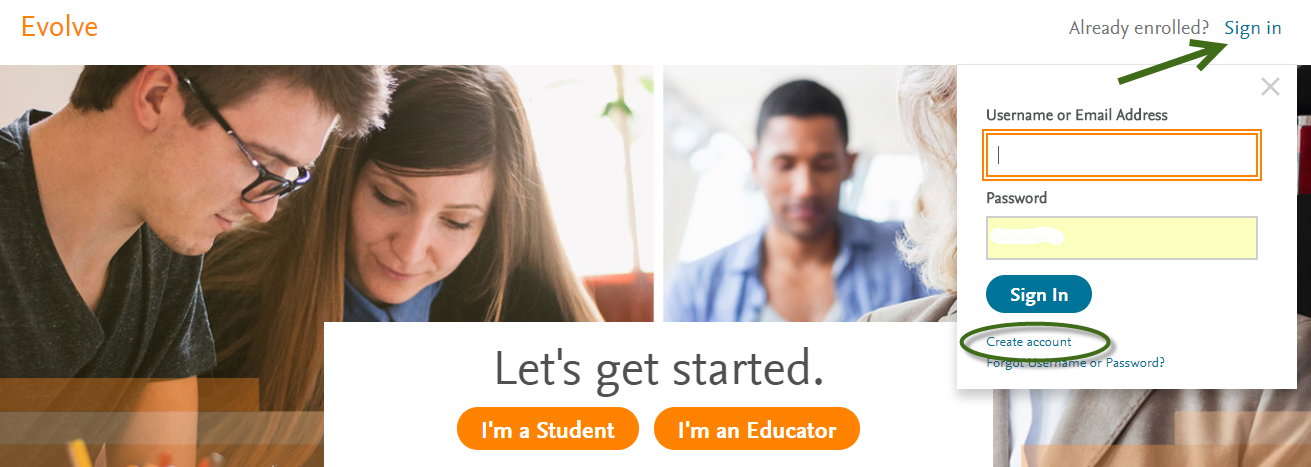 Evolve
Already enrolled? Sign in
Username or Email Address
Password
Sign In
Create account
Forgot Username or Password?
Let's get started.
I'm a Student
I'm an Educator